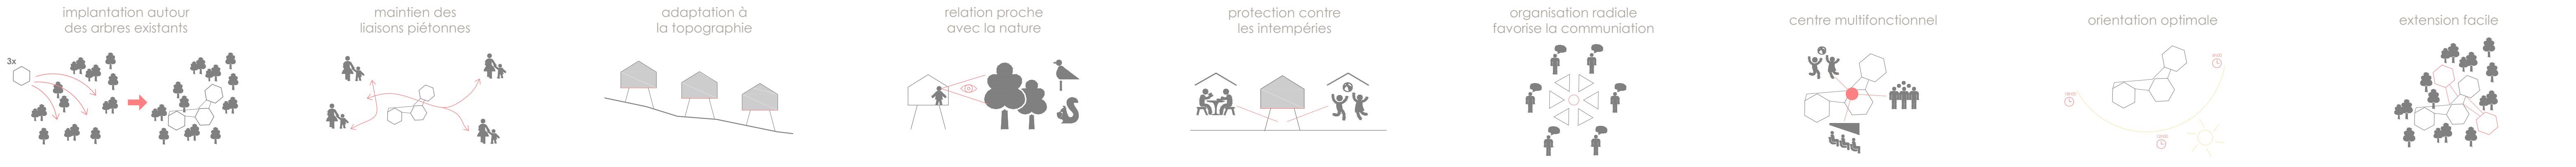 implantation autour
des arbres existants
3x
maintien des
liaisons piétonnes
adaptation à
la topographie
relation proche
avec la nature
protection contre
les intempéries
organisation radiale
favorise la communiation
centre multifonctionnel
orientation optimale
extension facile